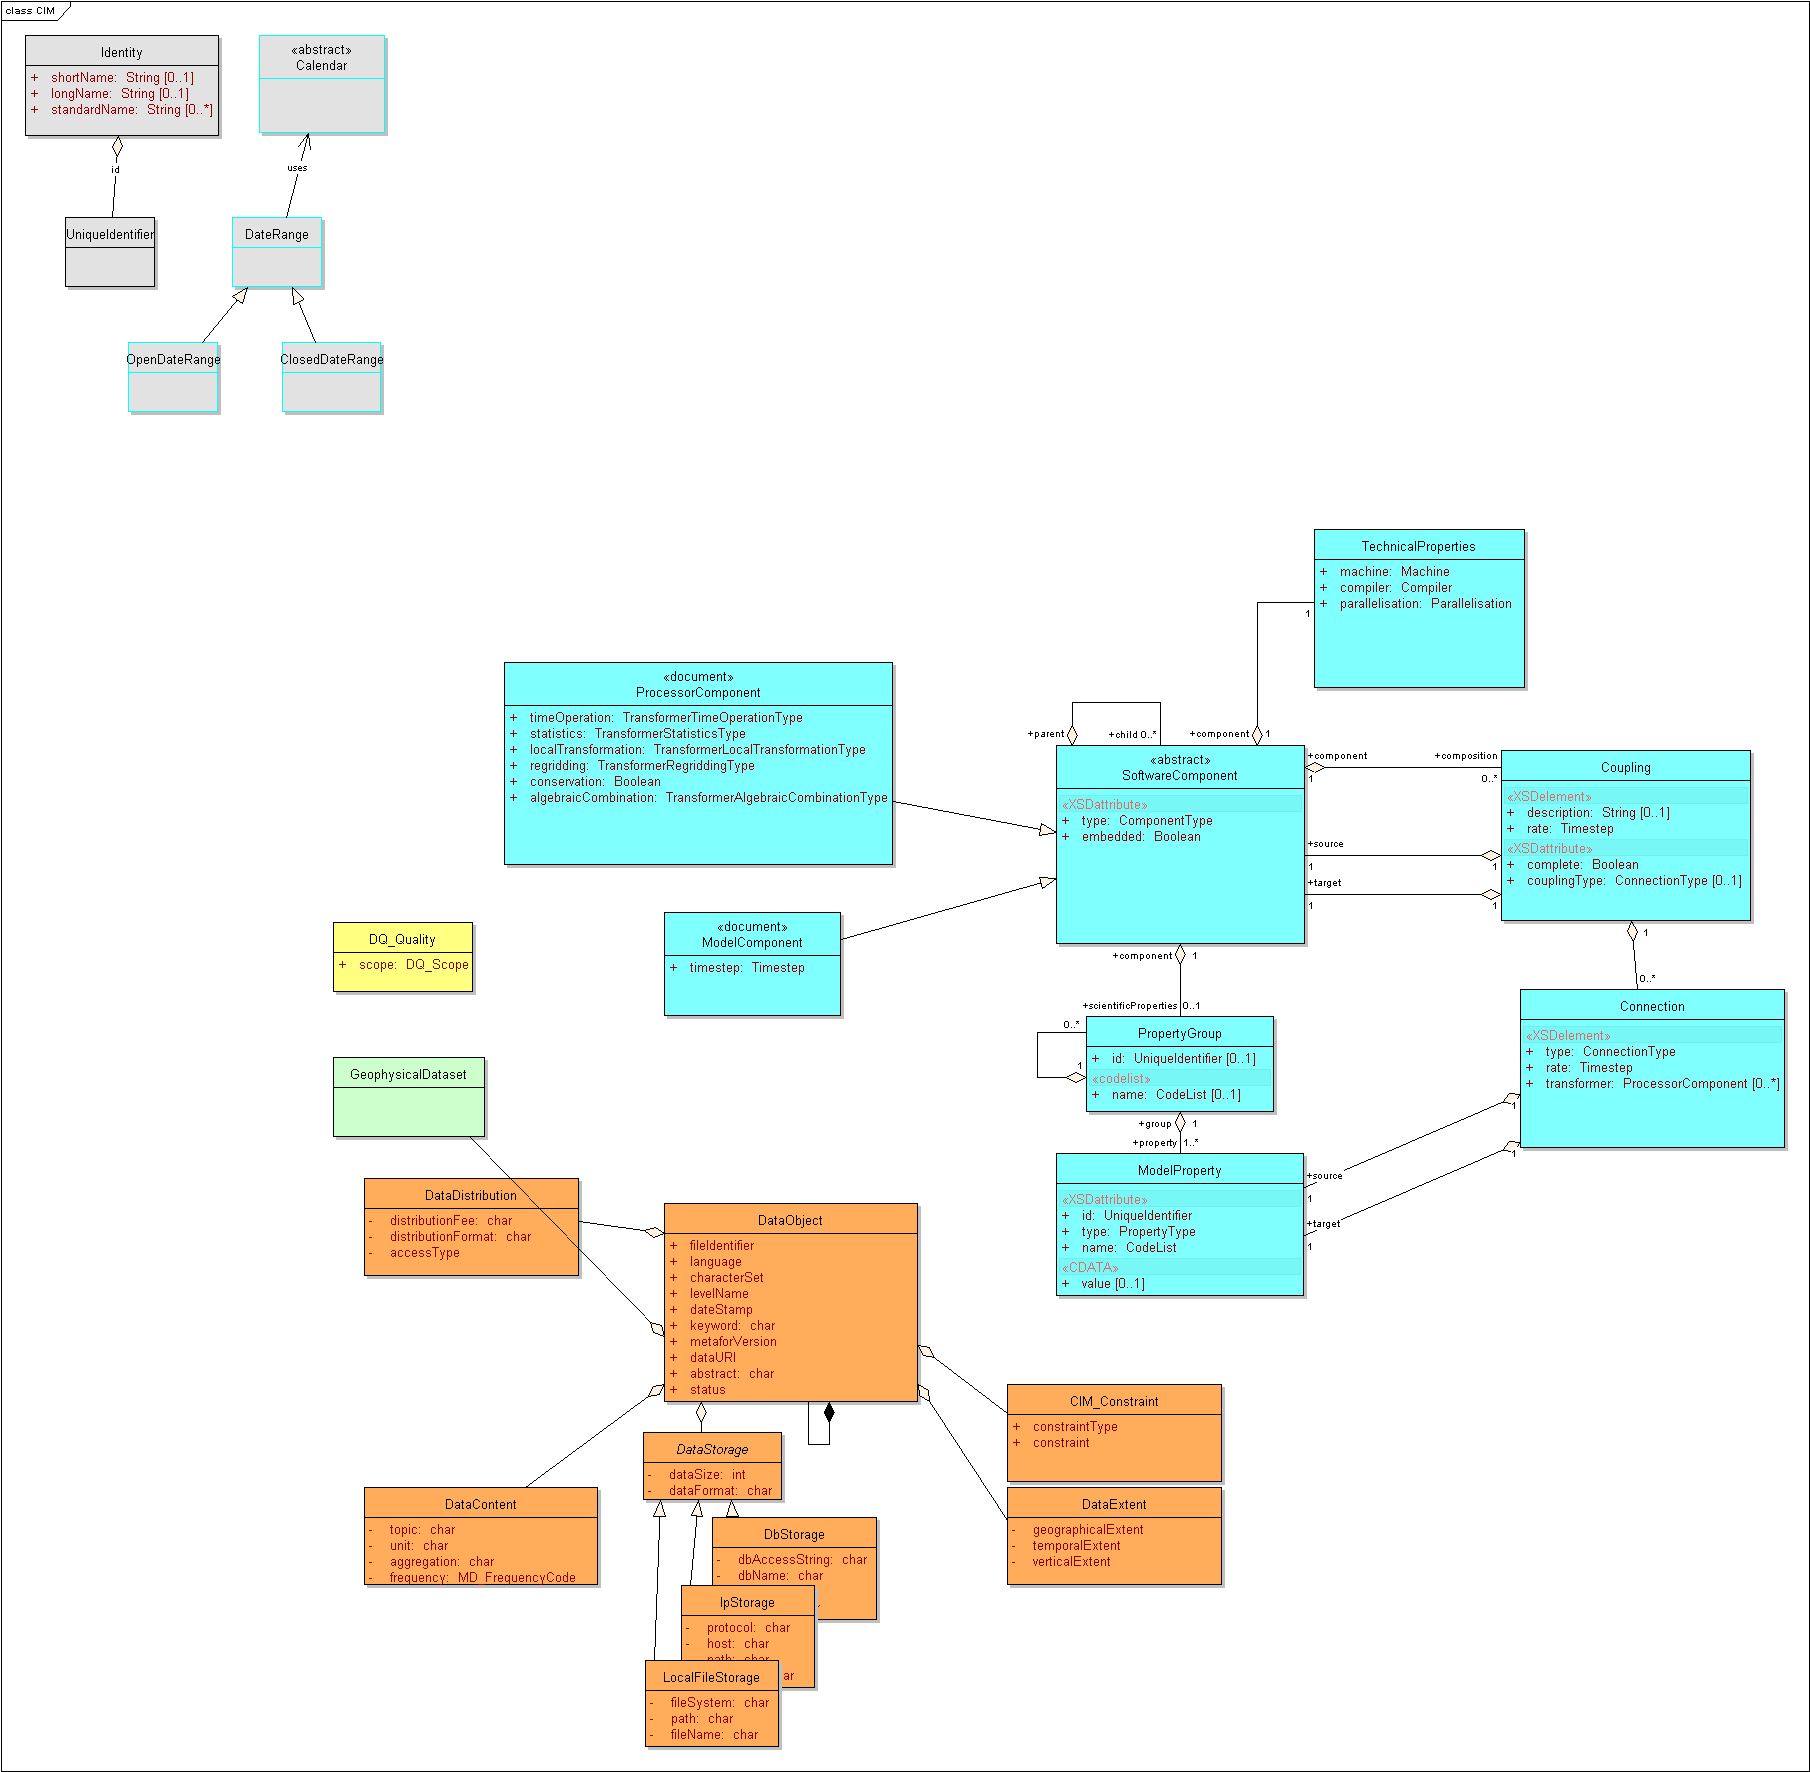 class CIM
Identity
+ shortName: String [0..1]
+ longName: String [0..1]
+ standardName: String [0..*]
«abstract»
Calendar
id
uses
UniqueIdentifier
DateRange
OpenDateRange
ClosedDateRange
TechnicalProperties
+ machine: Machine
+ compiler: Compiler
+ parallelisation: Parallelisation
1
«document»
ProcessorComponent
+ timeOperation: TransformerTimeOperationType
+ statistics: TransformerStatisticsType
+ localTransformation: TransformerLocalTransformationType
+ regridding: TransformerRegriddingType
+ conservation: Boolean
+ algebraicCombination: TransformerAlgebraicCombinationType
+parent
+child 0..*
+component
1
«abstract»
SoftwareComponent
«XSDattribute»
+ type: ComponentType
+ embedded: Boolean
+component
1
+composition
0..*
+source
1
1
+target
1
1
Coupling
«XSDelement»
+ description: String [0..1]
+ rate: Timestep
«XSDattribute»
+ complete: Boolean
+ couplingType: ConnectionType [0..1]
1
0..*
DQ_Quality
+ scope: DQ_Scope
«document»
ModelComponent
+ timestep: Timestep
+component
1
+scientificProperties
0..1
0..*
1
PropertyGroup
+ id: UniqueIdentifier [0..1]
«codelist»
+ name: CodeList [0..1]
Connection
«XSDelement»
+ type: ConnectionType
+ rate: Timestep
+ transformer: ProcessorComponent [0..*]
1
1
+group
1
+property
1..*
GeophysicalDataset
ModelProperty
«XSDattribute»
+ id: UniqueIdentifier
+ type: PropertyType
+ name: CodeList
«CDATA»
+ value [0..1]
+source
1
+target
1
DataDistribution
- distributionFee: char
- distributionFormat: char
- accessType
DataObject
+ fileIdentifier
+ language
+ characterSet
+ levelName
+ dateStamp
+ keyword: char
+ metaforVersion
+ dataURI
+ abstract: char
+ status
CIM_Constraint
+ constraintType
+ constraint
DataStorage
- dataSize: int
- dataFormat: char
DataContent
- topic: char
- unit: char
- aggregation: char
- frequency: MD_FrequencyCode
DataExtent
- geographicalExtent
- temporalExtent
- verticalExtent
DbStorage
- dbAccessString: char
- dbName: char
IpStorage
- protocol: char
- host: char
- path: char
ar
LocalFileStorage
- fileSystem: char
- path: char
- fileName: char